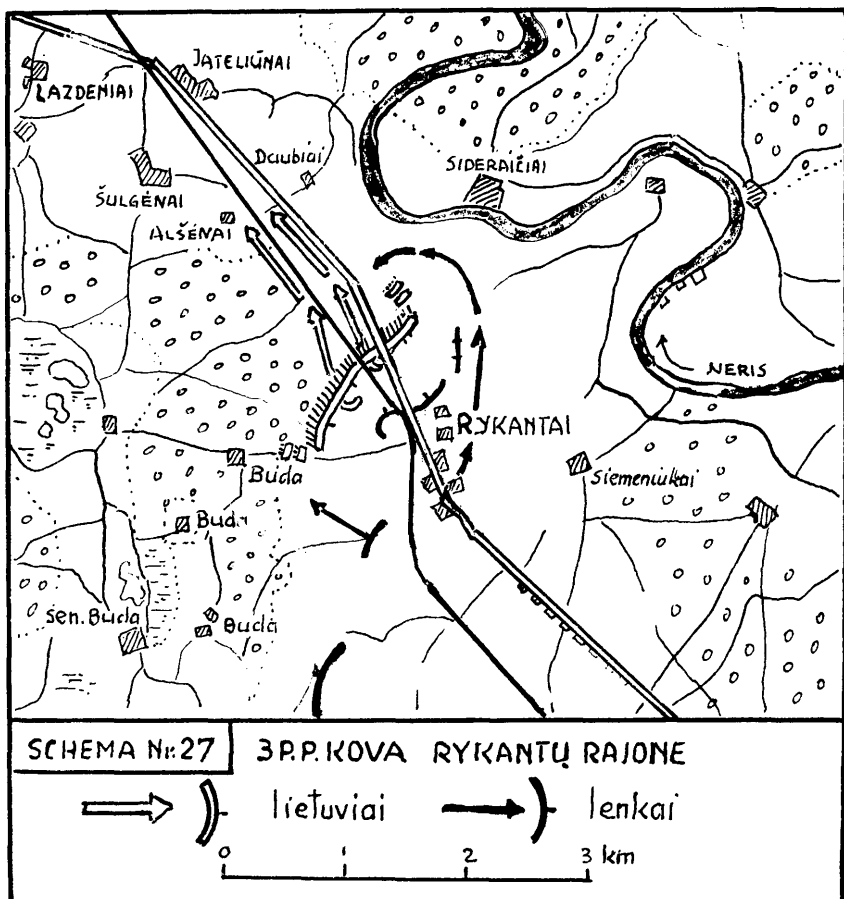 JATELIŪNAI
LAZDENIAI
Daubiai
SIDERAIČIAI
ŠULGĖNAI
ALŠĖNAI
NERIS
RYKANTAI
Buda
Siemeniukai
Buda
Sen. Buda
Buda
SCHEMA Nr.27
3 P.P. KOVA RYKANTŲ RAJONE
lietuviai
lenkai
0 1 2 3 km